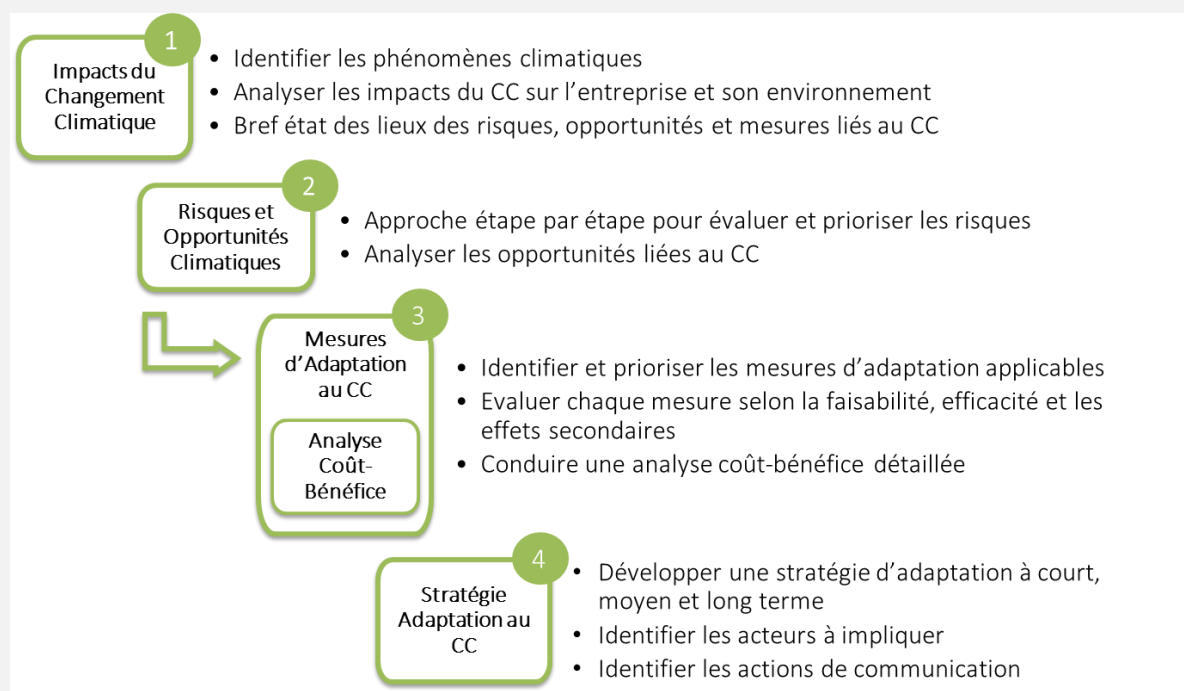 1
Impacts du
Changement
Climatique
• Identifier les phénomènes climatiques
• Analyser les impacts du CC sur l’entreprise et son environnement
• Bref état des lieux des risques, opportunités et mesures liés au CC
2
Risques et
Opportunités
Climatiques
• Approche étape par étape pour évaluer et prioriser les risques
• Analyser les opportunités liées au CC
3
Mesures
d’Adaptation
au CC
Analyse
Coût-
Bénéfice
• Identifier et prioriser les mesures d’adaptation applicables
• Evaluer chaque mesure selon la faisabilité, efficacité et les
effets secondaires
• Conduire une analyse coût-bénéfice détaillée
4
Stratégie
Adaptation au
CC
• Développer une stratégie d’adaptation à court,
moyen et long terme
• Identifier les acteurs à impliquer
• Identifier les actions de communication